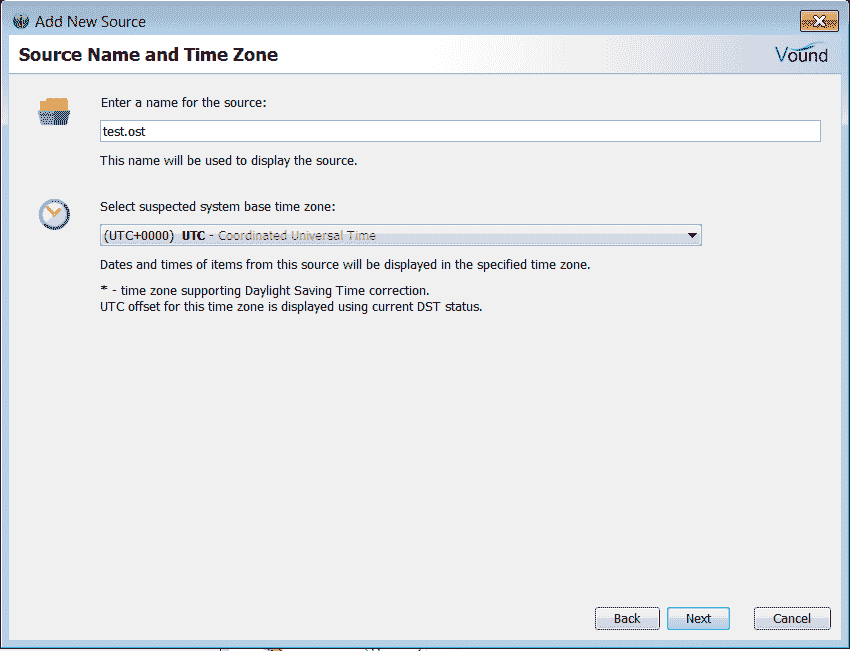 Add New Source
Source Name and Time Zone
Vound
Enter a name for the source:
test.ost
This name will be used to display the source.
Select suspected system base time zone:
(UTC+0000) UTC - Coordinated Universal Time
Dates and times of items from this source will be displayed in the specified time zone.
* - time zone supporting Daylight Saving Time correction.
UTC offset for this time zone is displayed using current DST status.
Back Next Cancel